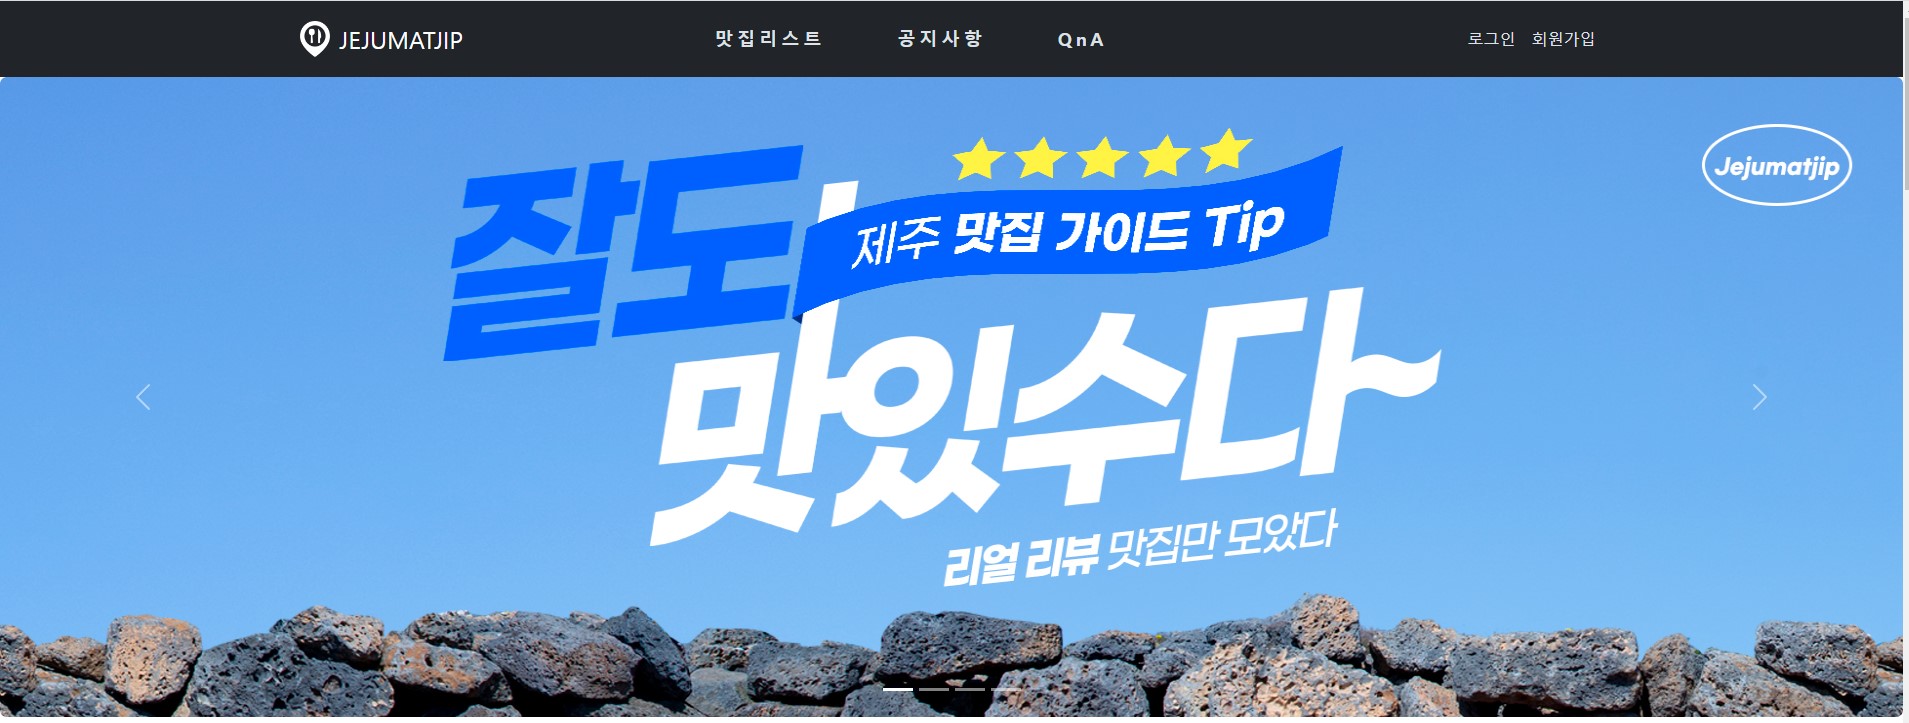 JEJUMATJIP
맛집리스트 공지사항 QnA
로그인 회원가입
Jejumatjip
잘도
제주 맛집 가이드 Tip
맛있수다~
리얼 리뷰 맛집만 모았다